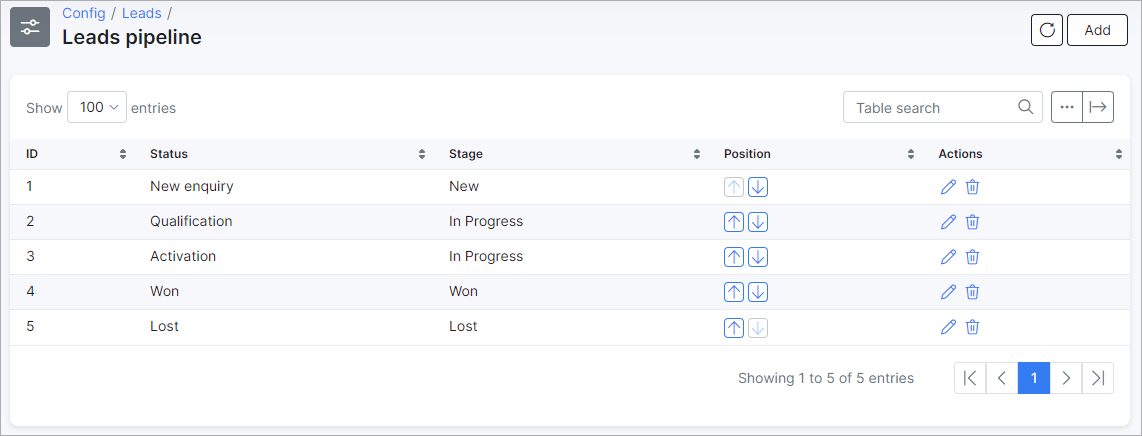 Config / Leads /
Leads pipeline
Add
Show 100 entries
Table search
ID Status Stage Position Actions
1 New enquiry New
2 Qualification In Progress
3 Activation In Progress
4 Won Won
5 Lost Lost
Showing 1 to 5 of 5 entries
1